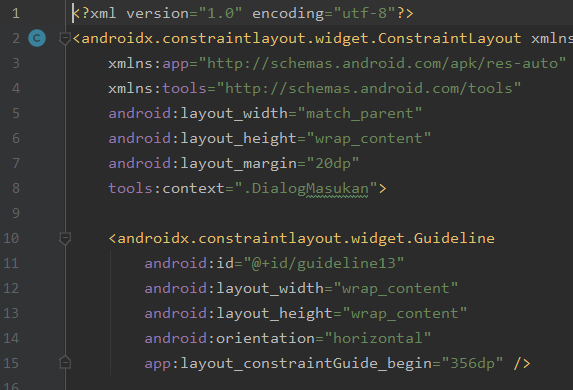 1 <?xml version="1.0" encoding="utf-8"?>
2 C <androidx.constraintlayout.widget.ConstraintLayout xmlns
3 xmlns:app="http://schemas.android.com/apk/res-auto"
4 xmlns:tools="http://schemas.android.com/tools"
5 android:layout_width="match_parent"
6 android:layout_height="wrap_content"
7 android:layout_margin="20dp"
8 tools:context=".DialogMasukan">
9
10 <androidx.constraintlayout.widget.Guideline
11 android:id="@+id/guideline13"
12 android:layout_width="wrap_content"
13 android:layout_height="wrap_content"
14 android:orientation="horizontal"
15 app:layout_constraintGuide_begin="356dp" />
16